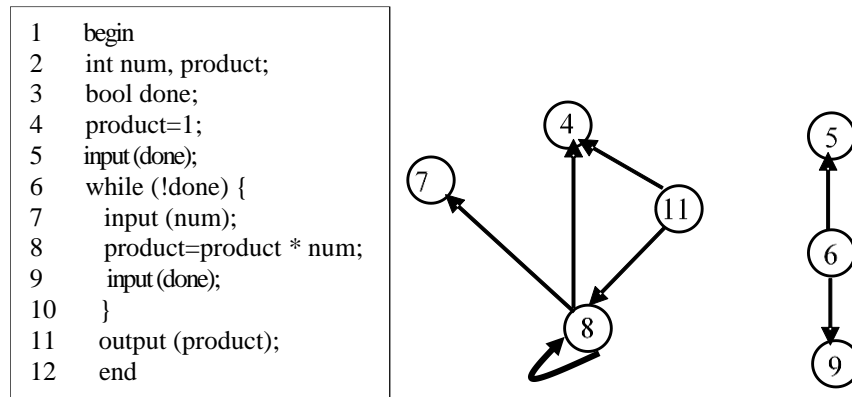 1 begin
2 int num, product;
3 bool done;
4 product=1;
5 input (done);
6 while (!done) {
7 input (num);
8 product=product * num;
9 input (done);
10 }
11 output (product);
12 end
4
5
7
11
6
8
9